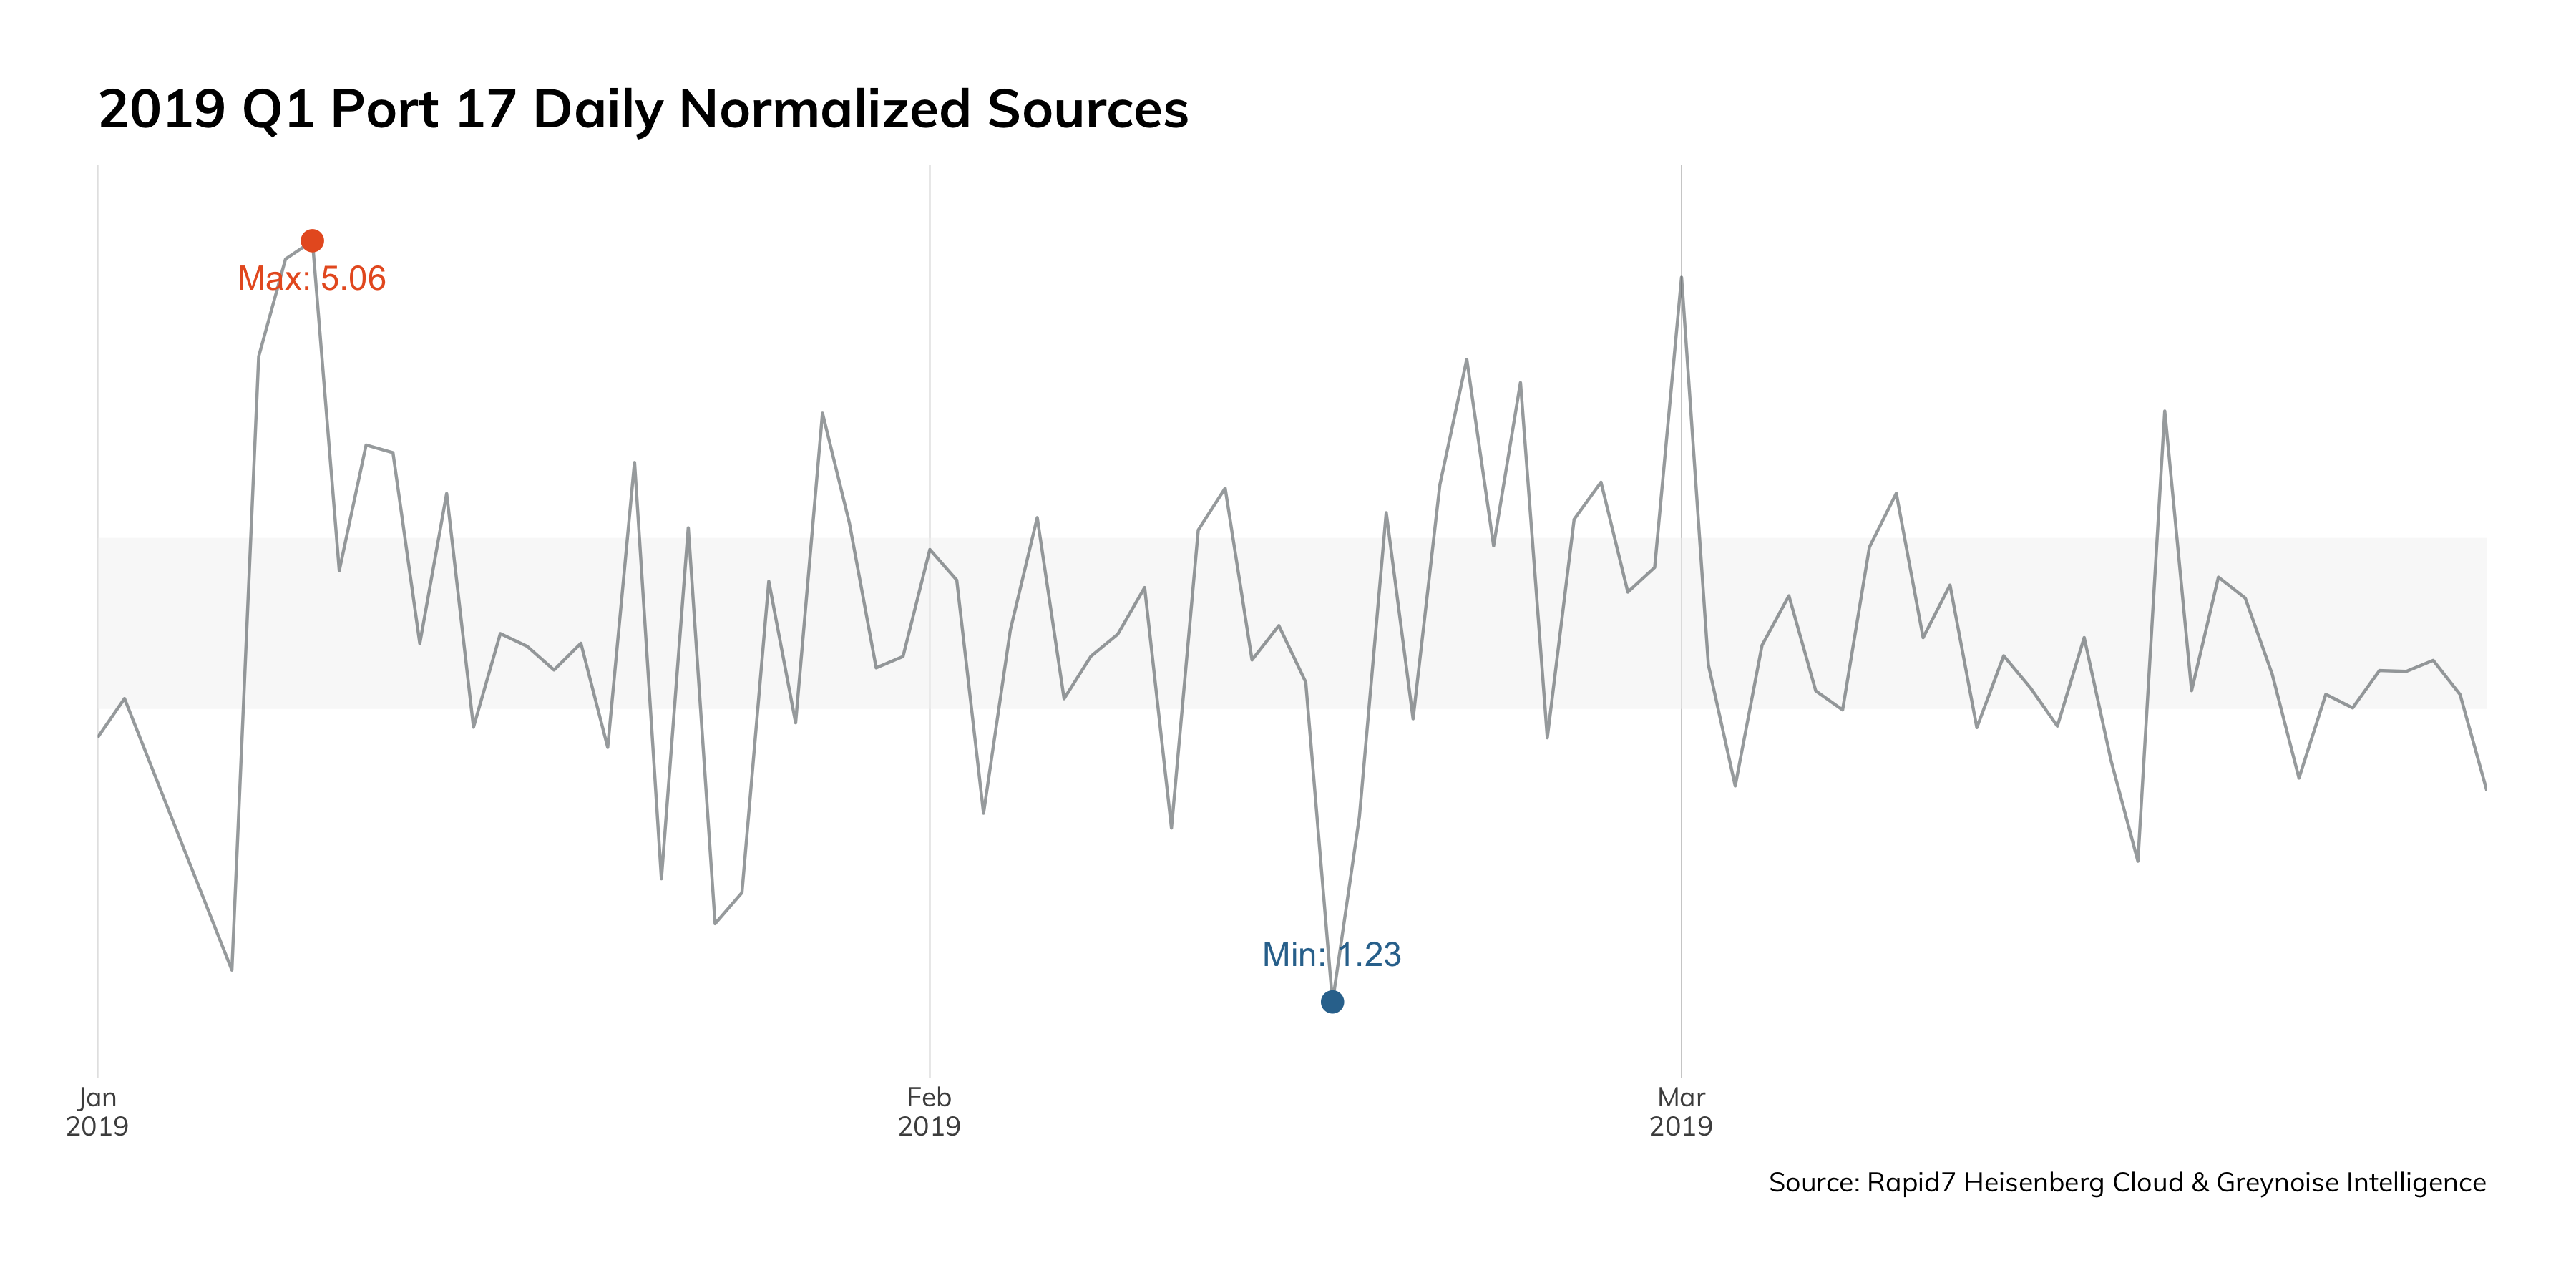 2019 Q1 Port 17 Daily Normalized Sources
Max: 5.06
Min: 1.23
Jan
2019
Feb
2019
Mar
2019
Source: Rapid7 Heisenberg Cloud & Greynoise Intelligence